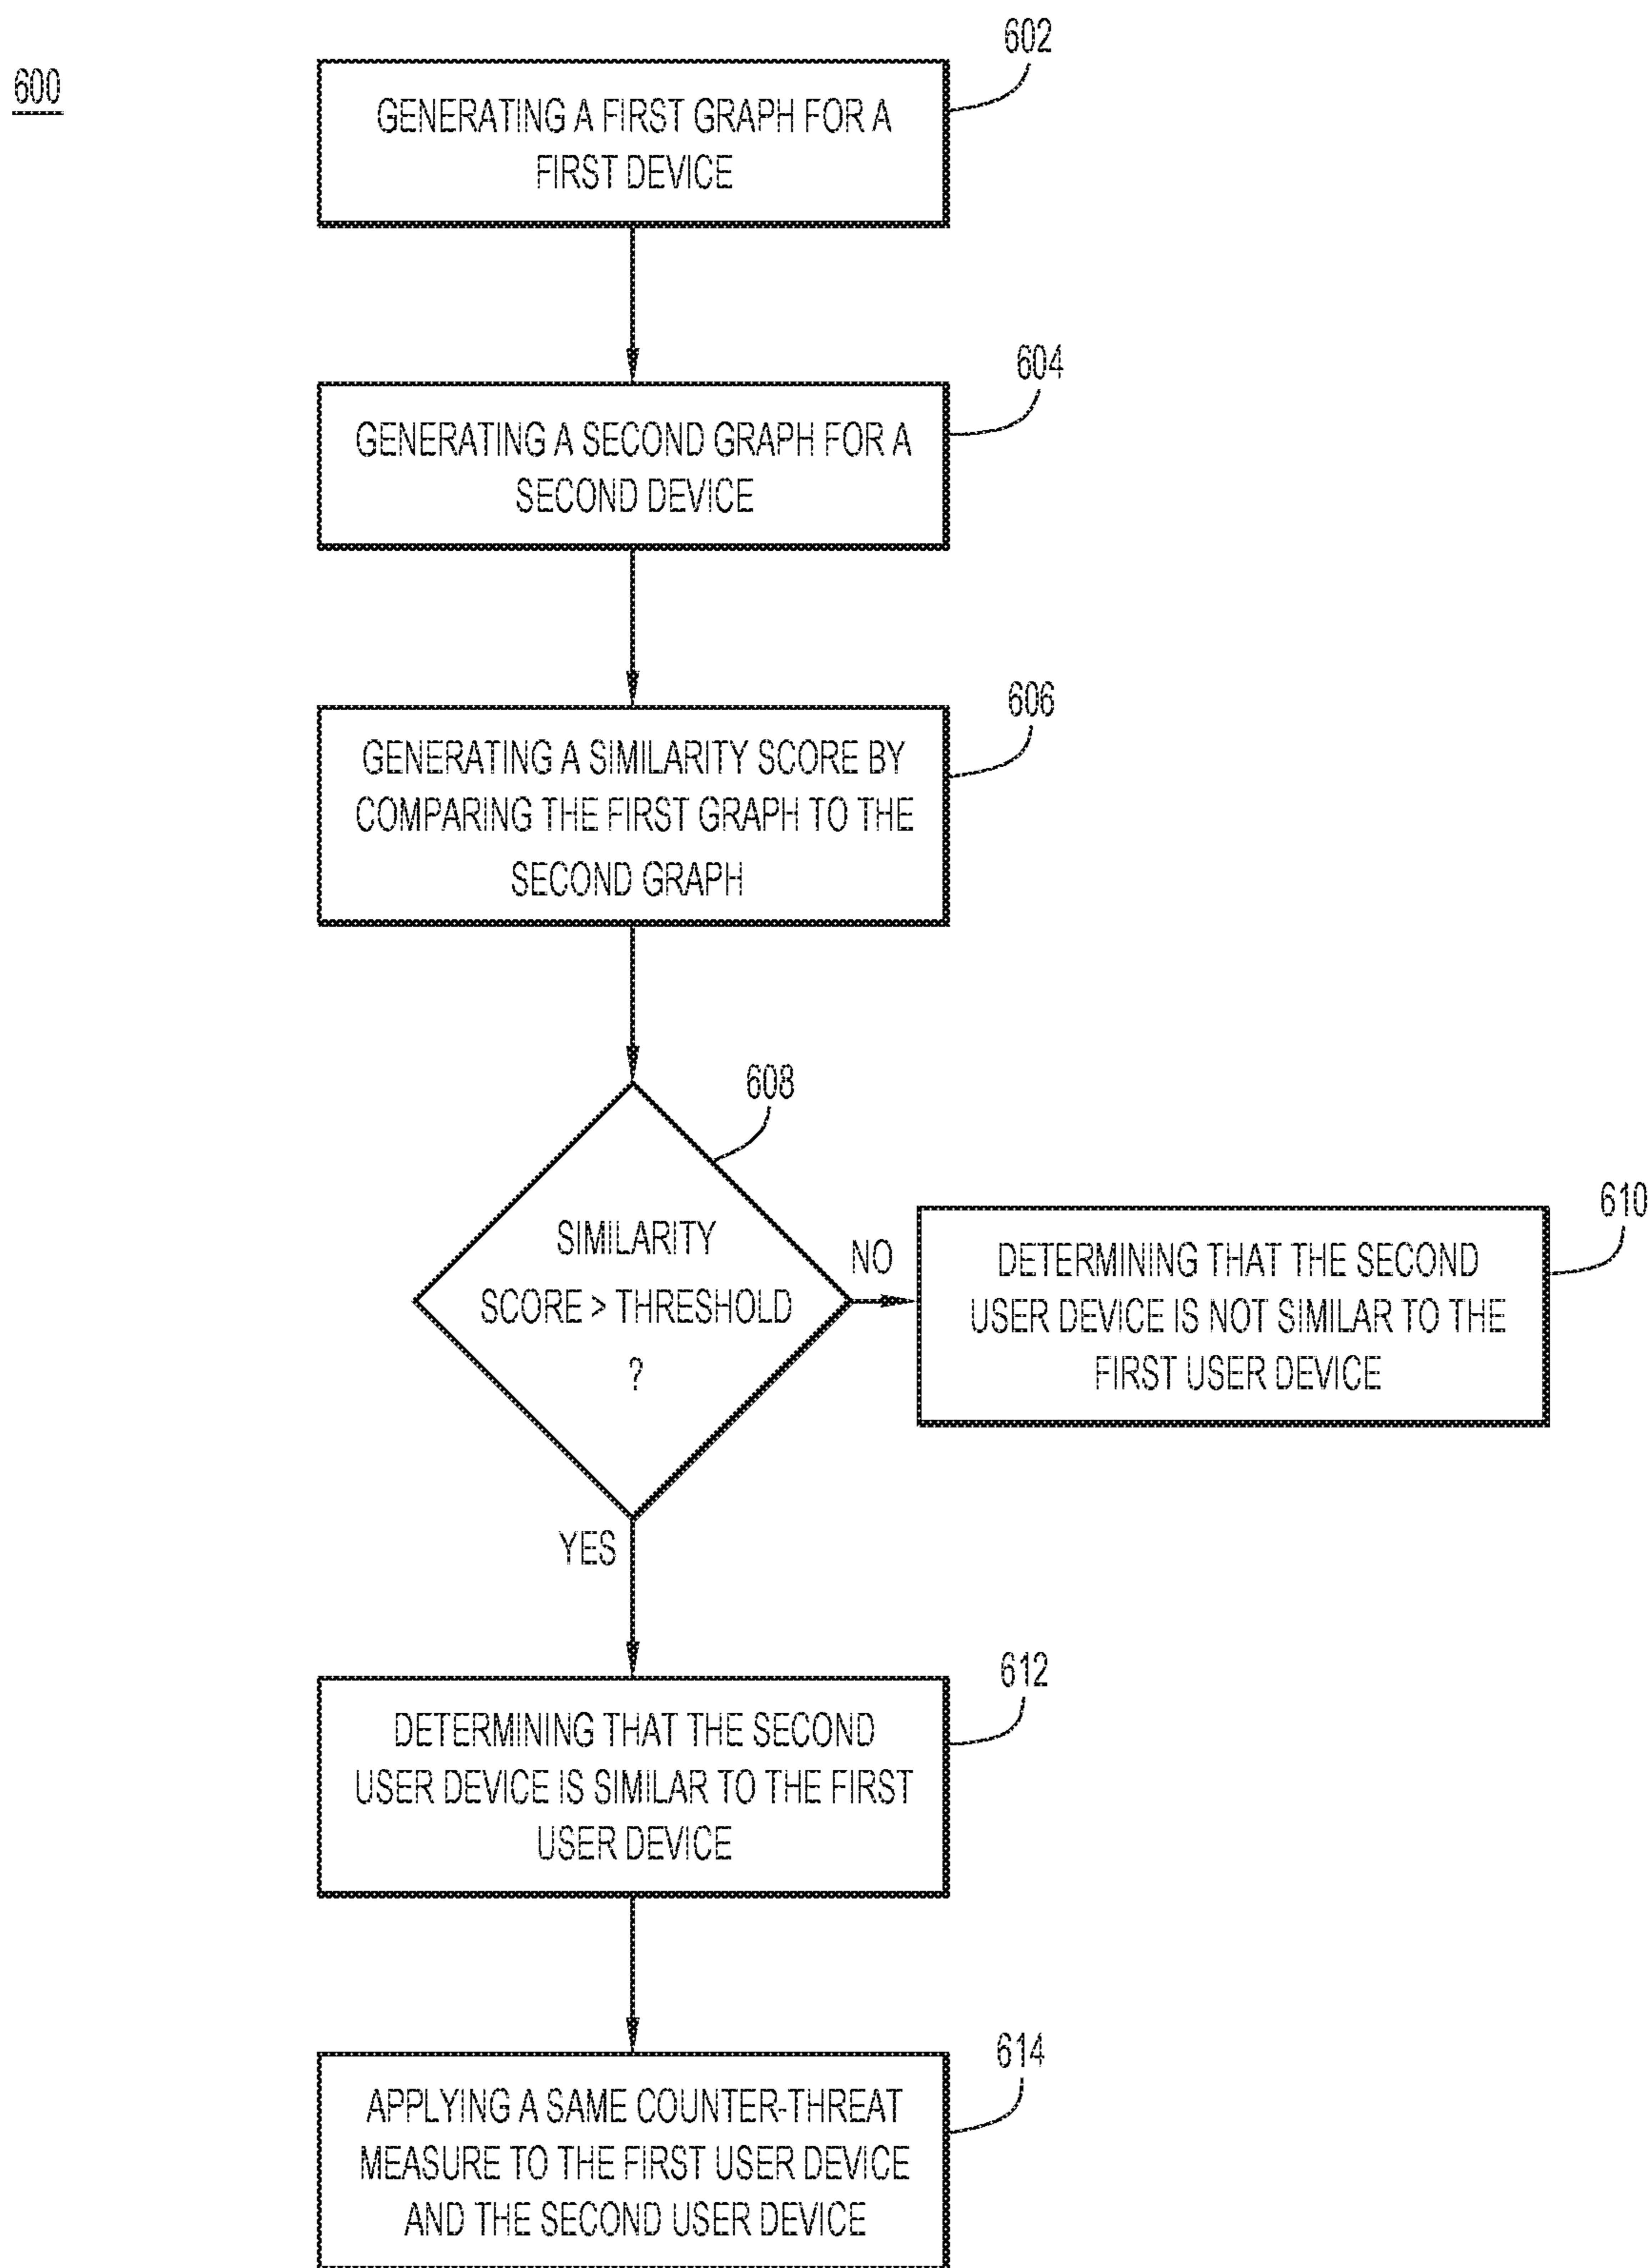 600
602
GENERATING A FIRST GRAPH FOR A
FIRST DEVICE
604
GENERATING A SECOND GRAPH FOR A
SECOND DEVICE
606
GENERATING A SIMILARITY SCORE BY
COMPARING THE FIRST GRAPH TO THE
SECOND GRAPH
608
SIMILARITY
SCORE > THRESHOLD
?
NO
610
DETERMINING THAT THE SECOND
USER DEVICE IS NOT SIMILAR TO THE
FIRST USER DEVICE
YES
612
DETERMINING THAT THE SECOND
USER DEVICE IS SIMILAR TO THE FIRST
USER DEVICE
614
APPLYING A SAME COUNTER-THREAT
MEASURE TO THE FIRST USER DEVICE
AND THE SECOND USER DEVICE